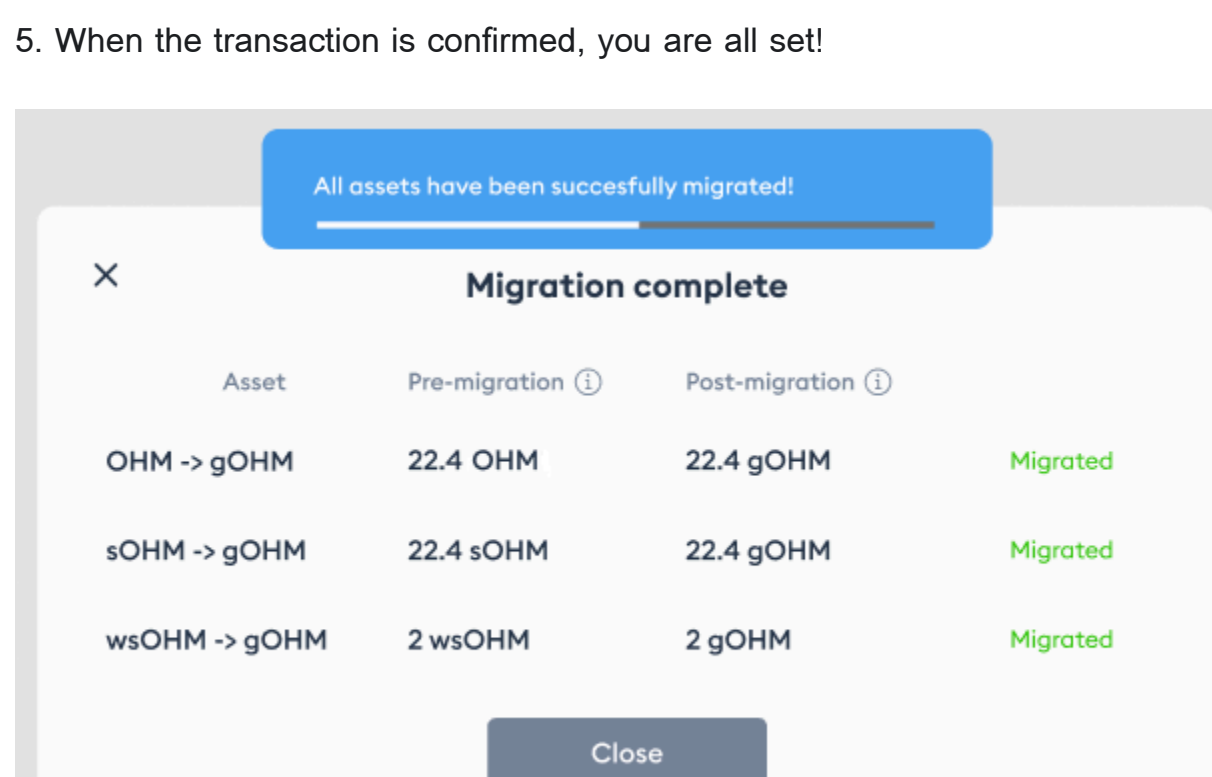 5. When the transaction is confirmed, you are all set!
All assets have been succesfully migrated!
Migration complete
Asset Pre-migration Post-migration
OHM -> gOHM 22.4 OHM 22.4 gOHM Migrated
sOHM -> gOHM 22.4 sOHM 22.4 gOHM Migrated
wsOHM -> gOHM 2 wsOHM 2 gOHM Migrated
Close